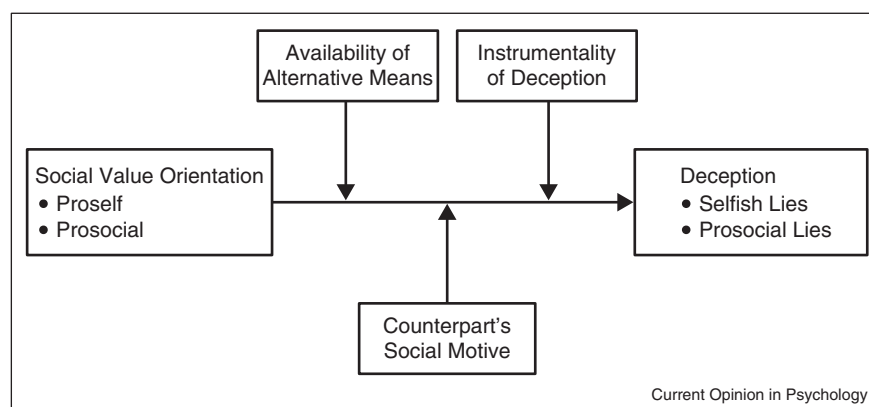 Availability of
Alternative Means
Instrumentality
of Deception
Social Value Orientation
• Proself
• Prosocial
Deception
• Selfish Lies
• Prosocial Lies
Counterpart's
Social Motive
Current Opinion in Psychology